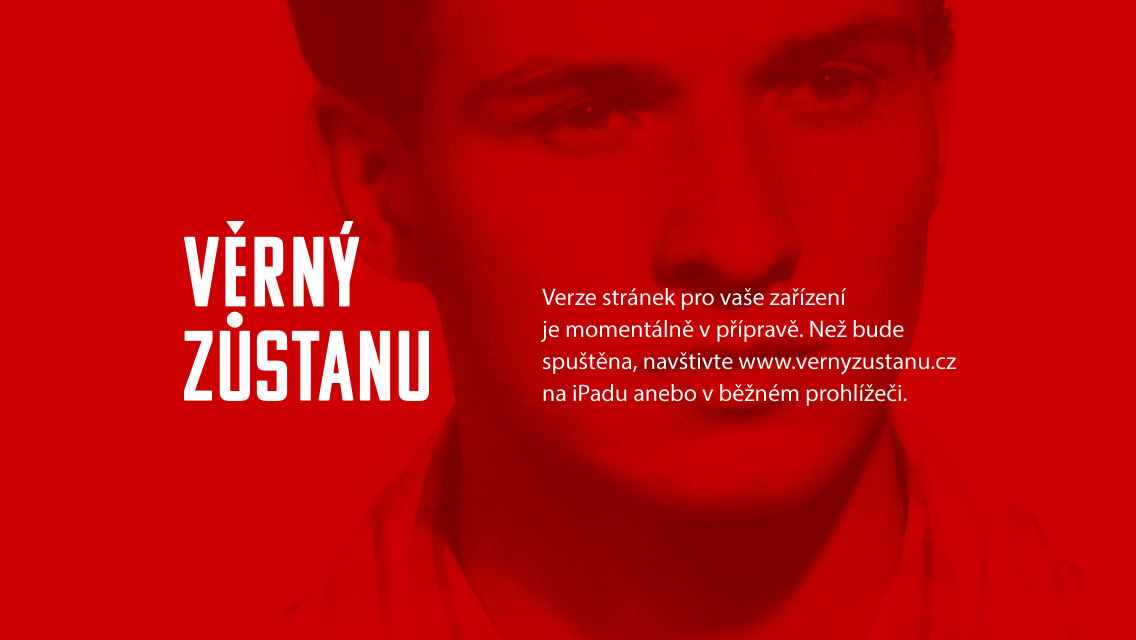 VĚRNÝ
ZŮSTANU
Verze stránek pro vaše zařízení
je momentálně v přípravě. Než bude
spuštěna, navštivte www.vernyzustanu.cz
na iPadu anebo v běžném prohlížeči.